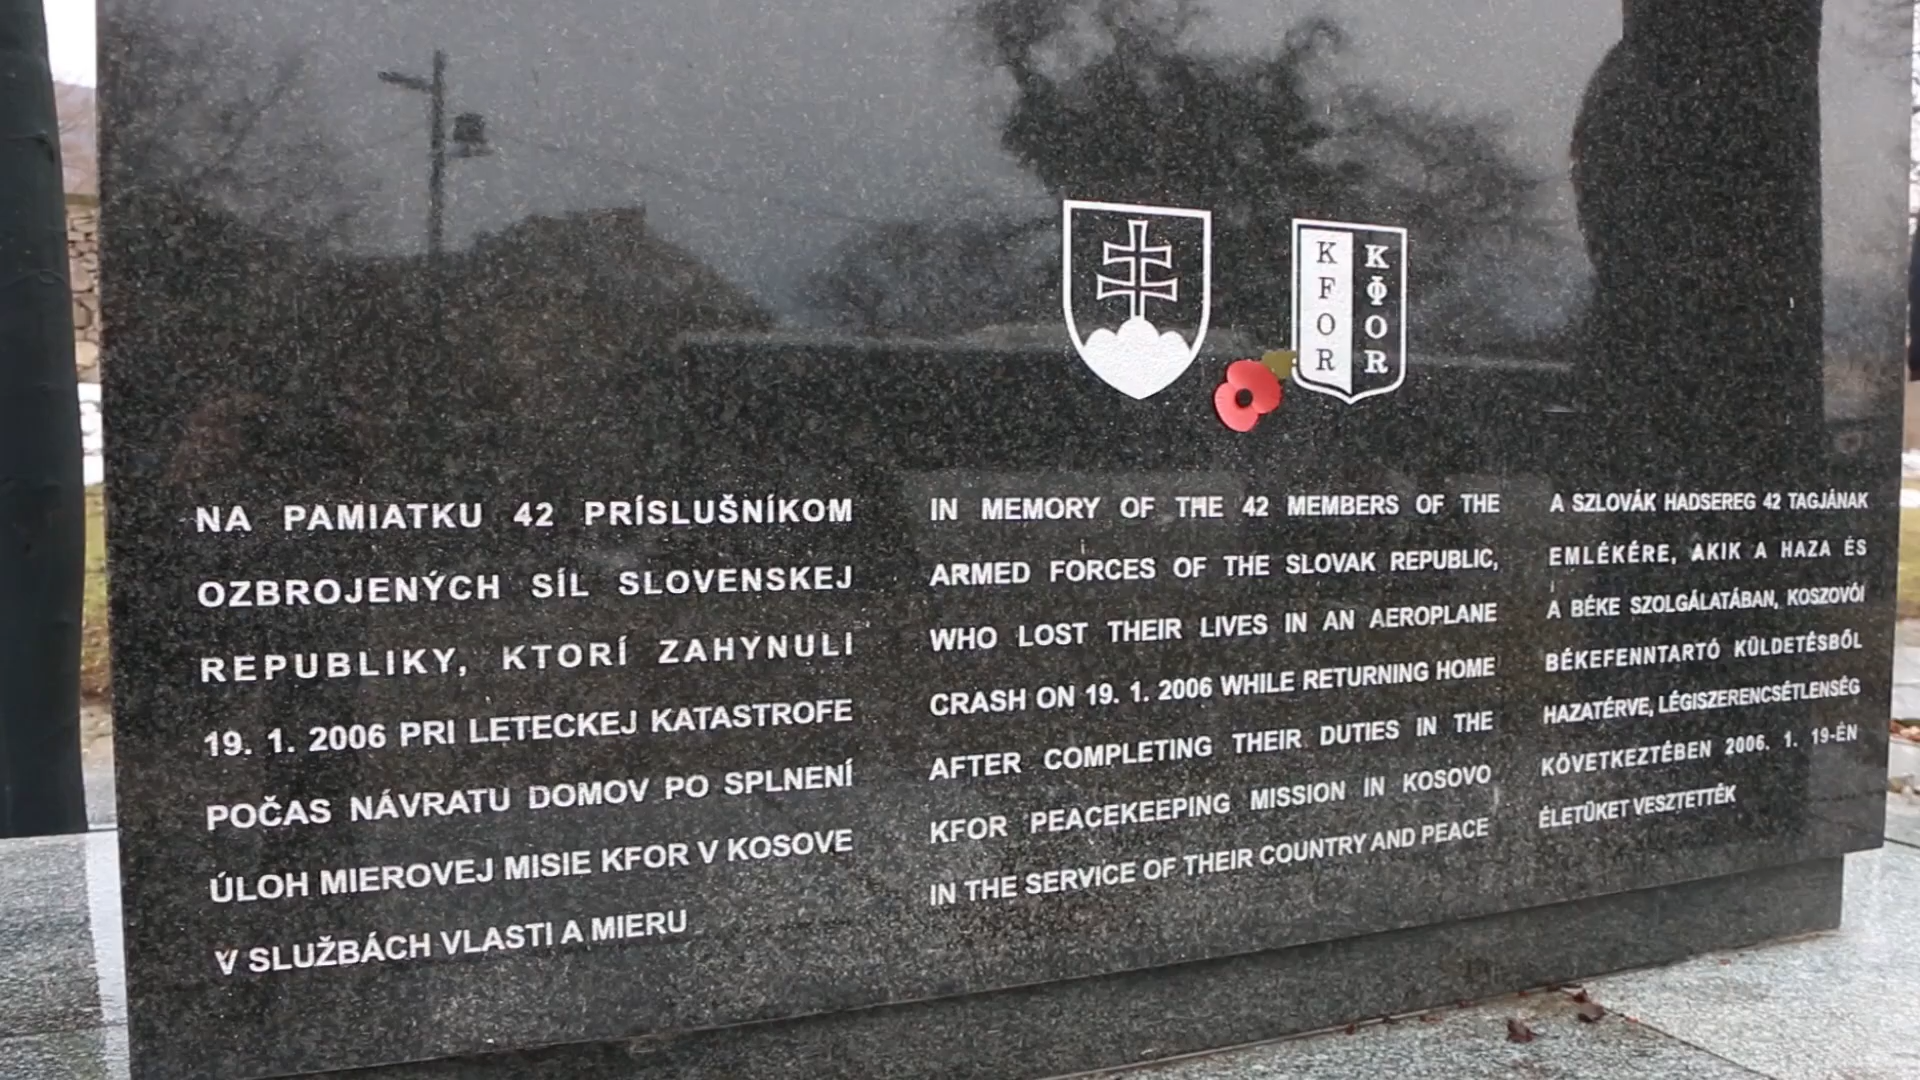 KFOR
КФOR
NA PAMIATKU 42 PRÍSLUŠNÍKOM
OZBROJENÝCH SÍL SLOVENSKEJ
REPUBLIKY, KTORÍ ZAHYNULI
19. 1. 2006 PRI LETECKEJ KATASTROFE
POČAS NÁVRATU DOMOV PO SPLNENÍ
ÚLOH MIEROVEJ MISIE KFOR V KOSOVE
V SLUŽBÁCH VLASTI A MIERU
IN MEMORY OF THE 42 MEMBERS OF THE
ARMED FORCES OF THE SLOVAK REPUBLIC,
WHO LOST THEIR LIVES IN AN AEROPLANE
CRASH ON 19. 1. 2006 WHILE RETURNING HOME
AFTER COMPLETING THEIR DUTIES IN THE
KFOR PEACEKEEPING MISSION IN KOSOVO
IN THE SERVICE OF THEIR COUNTRY AND PEACE
A SZLOVÁK HADSEREG 42 TAGJÁNAK
EMLÉKÉRE, AKIK A HAZA ÉS
A BÉKE SZOLGÁLATÁBAN, KOSZOVÓI
BÉKEFENNTARTÓ KÜLDETÉSBŐL
HAZATÉRVE, LÉGISZERENCSÉTLENSÉG
KÖVETKEZTÉBEN 2006. 1. 19-ÉN
ÉLETÜKET VESZTETTÉK